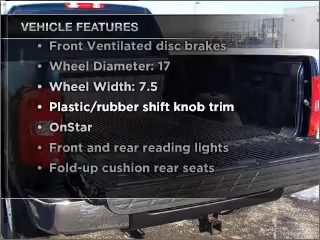 VEHICLE FEATURES
• Front Ventilated disc brakes
• Wheel Diameter: 17
• Wheel Width: 7.5
• Plastic/rubber shift knob trim
• OnStar
• Front and rear reading lights
• Fold-up cushion rear seats